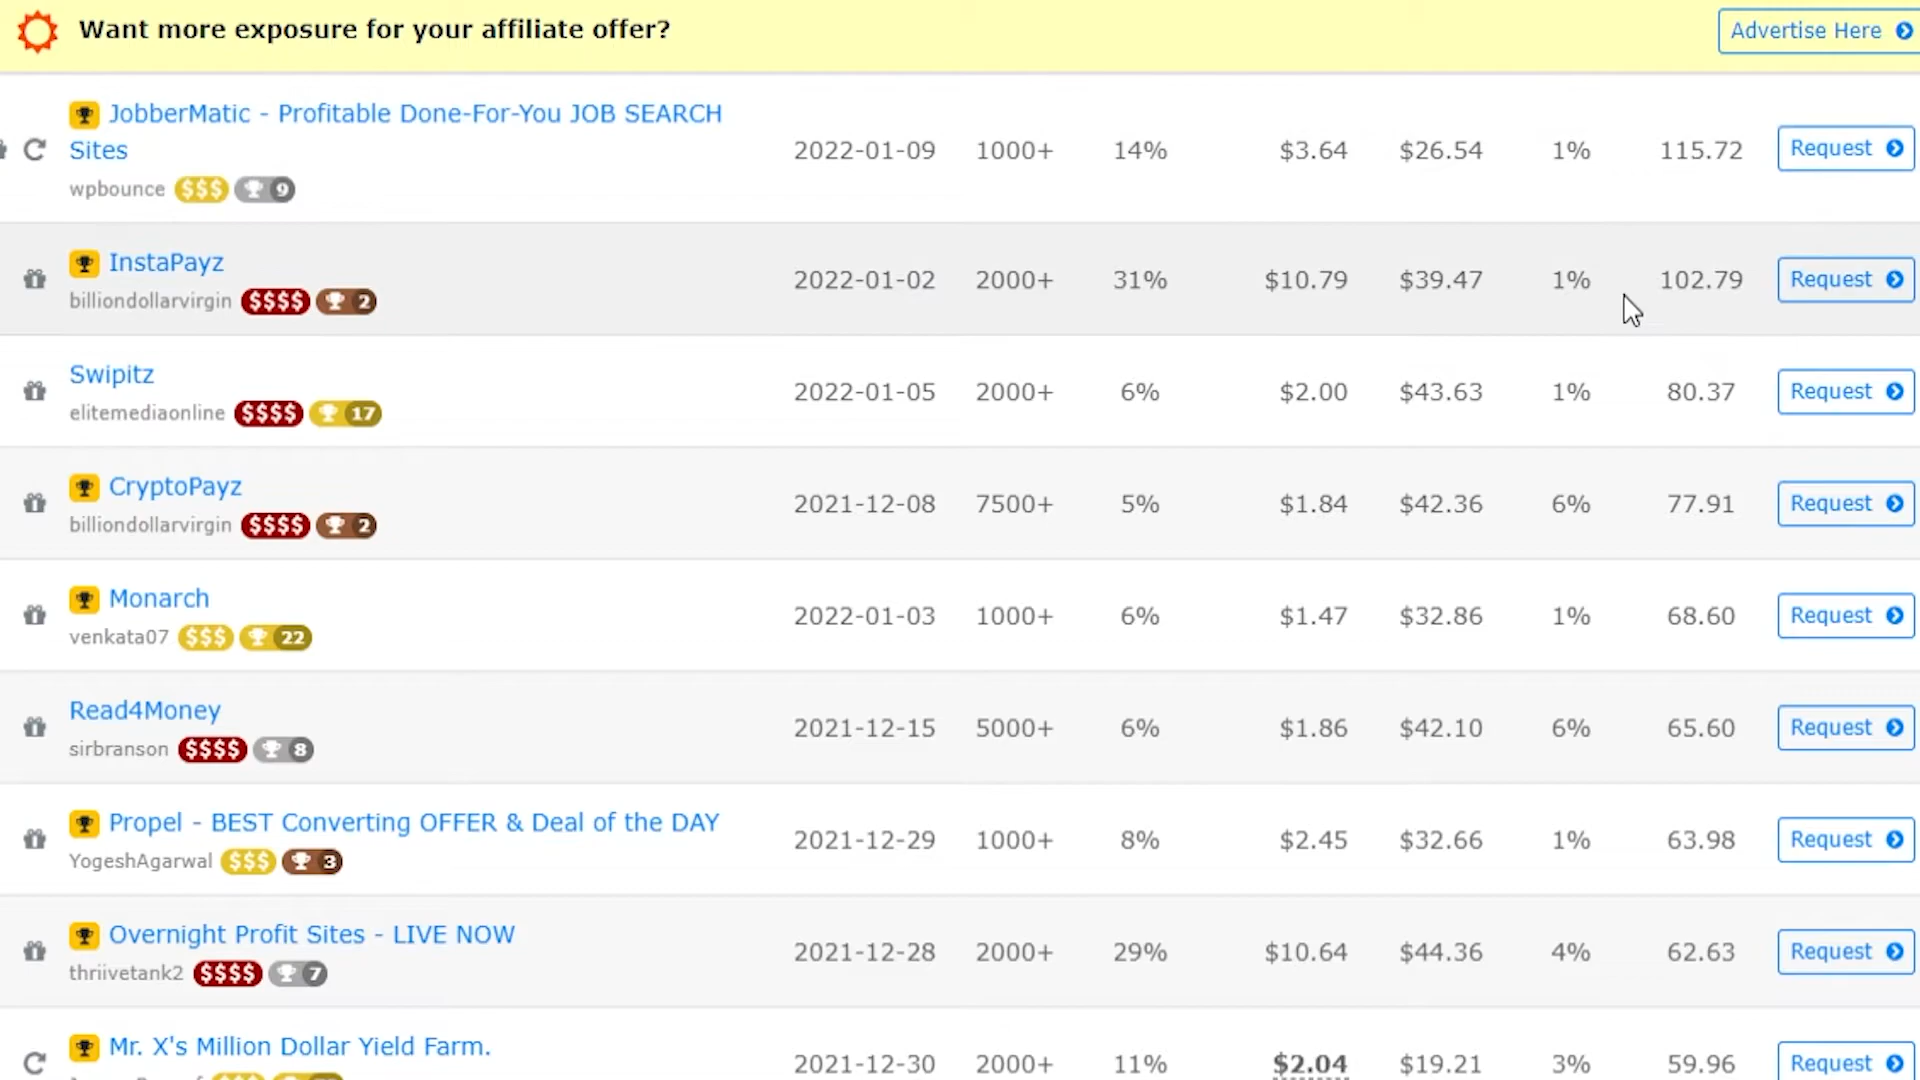 Want more exposure for your affiliate offer?
Advertise Here
JobberMatic - Profitable Done-For-You JOB SEARCH
Sites
2022-01-09 1000+ 14% $3.64 $26.54 1% 115.72 Request
wpbounce $$$ 9
InstaPayz
2022-01-02 2000+ 31% $10.79 $39.47 1% 102.79 Request
billiondollarvirgin $$$$ 2
Swipitz
2022-01-05 2000+ 6% $2.00 $43.63 1% 80.37 Request
elitemediaonline $$$$ 17
CryptoPayz
2021-12-08 7500+ 5% $1.84 $42.36 6% 77.91 Request
billiondollarvirgin $$$$ 2
Monarch
2022-01-03 1000+ 6% $1.47 $32.86 1% 68.60 Request
venkata07 $$$ 22
Read4Money
2021-12-15 5000+ 6% $1.86 $42.10 6% 65.60 Request
sirbranson $$$$ 8
Propel - BEST Converting OFFER & Deal of the DAY
2021-12-29 1000+ 8% $2.45 $32.66 1% 63.98 Request
YogeshAgarwal $$$ 3
Overnight Profit Sites - LIVE NOW
2021-12-28 2000+ 29% $10.64 $44.36 4% 62.63 Request
thriivetank2 $$$$ 7
Mr. X's Million Dollar Yield Farm.
2021-12-30 2000+ 11% $2.04 $19.21 3% 59.96 Request